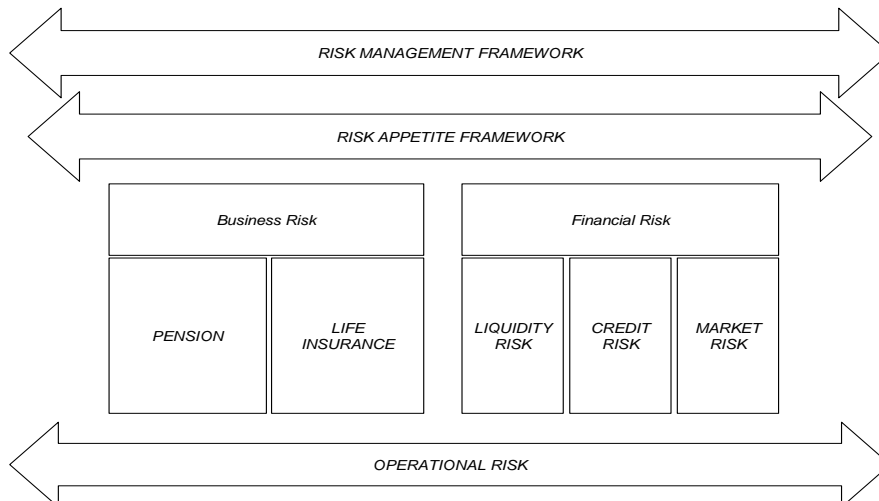 RISK MANAGEMENT FRAMEWORK
RISK APPETITE FRAMEWORK
Business Risk
Financial Risk
PENSION
LIFE
INSURANCE
LIQUIDITY
RISK
CREDIT
RISK
MARKET
RISK
OPERATIONAL RISK